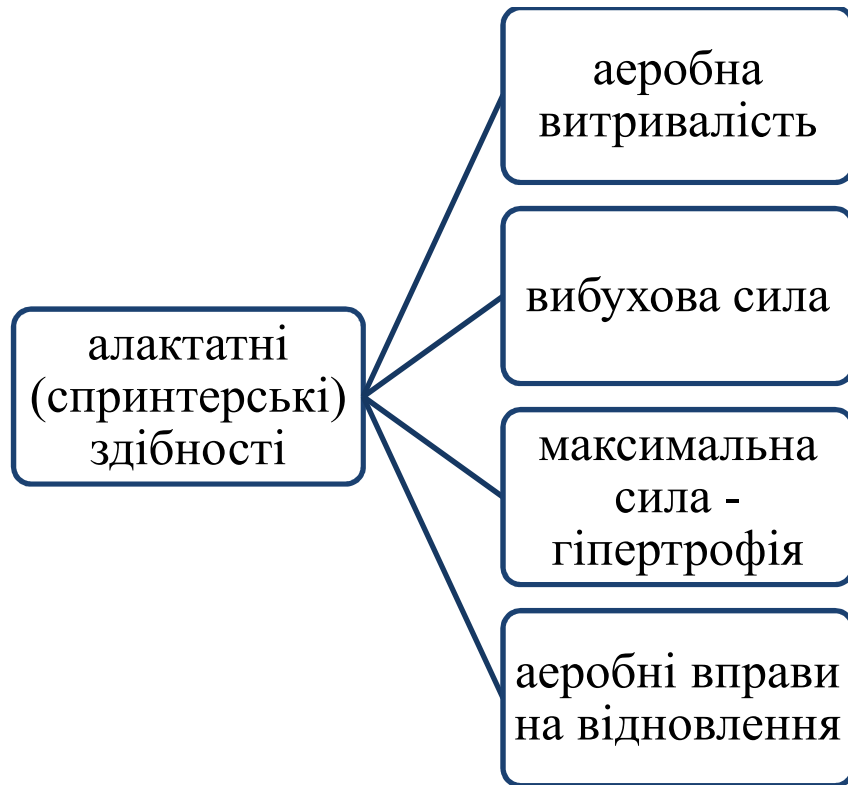 алактатні
(спринтерські)
здібності
аеробна
витривалість
вибухова сила
максимальна
сила -
гіпертрофія
аеробні вправи
на відновлення